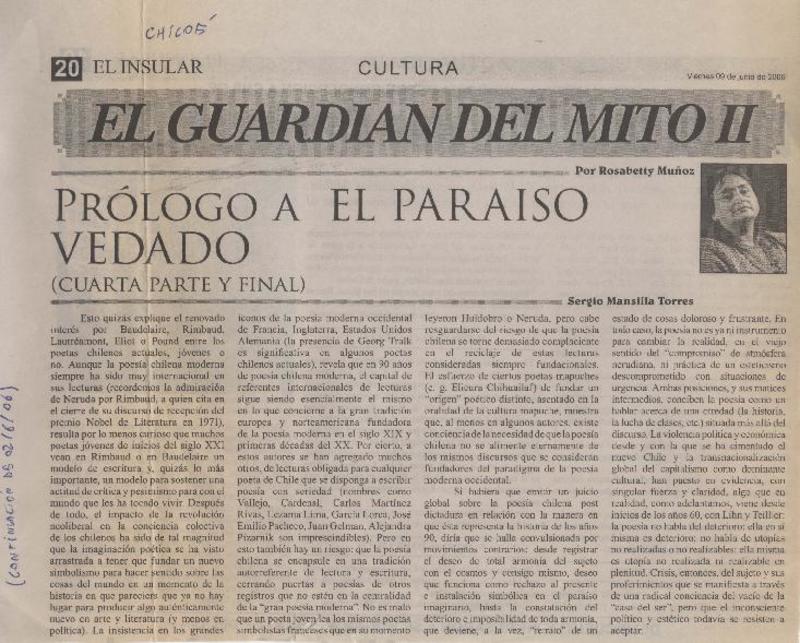 CHILOÉ
20 EL INSULAR
CULTURA
Viernes 09 de junio de 2006
EL GUARDIAN DEL MITO II
Por Rosabetty Muñoz
PRÓLOGO A EL PARAISO
VEDADO
(CUARTA PARTE Y FINAL)
Sergio Mansilla Torres
(CONTINUACION DE 02/6/06)
Esto quizás explique el renovado
interés por Baudelaire, Rimbaud,
Lautréamont, Eliot o Pound entre los
poetas chilenos actuales, jóvenes o
no. Aunque la poesía chilena moderna
siempre ha sido muy internacional en
sus lecturas (recordemos la admiración
de Neruda por Rimbaud, a quien cita en
el cierre de su discurso de recepción del
premio Nobel de Literatura en 1971),
resulta por lo menos curioso que muchos
poetas jóvenes de inicios del siglo XXI
vean en Rimbaud o en Baudelaire un
modelo de escritura y, quizás lo más
importante, un modelo para sostener una
actitud de crítica y pesimismo para con el
mundo que les ha tocado vivir. Después
de todo, el impacto de la revolución
neoliberal en la conciencia colectiva
de los chilenos ha sido de tal magnitud
que la imaginación poética se ha visto
arrastrada a tener que fundar un nuevo
simbolismo para hacer sentido sobre las
cosas del mundo en un momento de la
historia en que pareciera que ya no hay
lugar para producir algo auténticamente
nuevo en arte y literatura (y menos en
política). La insistencia en los grandes
íconos de la poesía moderna occidental
de Francia, Inglaterra, Estados Unidos
Alemania (la presencia de Georg Tralk
es significativa en algunos poetas
chilenos actuales), revela que en 90 años
de poesía chilena moderna, el capital de
referentes internacionales de lecturas
sigue siendo esencialmente el mismo
en lo que concierne a la gran tradición
europea y norteamericana fundadora
de la poesía moderna en el siglo XIX y
primeras décadas del XX. Por cierto, a
estos autores se han agregado muchos
otros, de lecturas obligada para cualquier
poeta de Chile que se disponga a escribir
poesía con seriedad (nombres como
Vallejo, Cardenal, Carlos Martínez
Rivas, Lezama Lima, García Lorca, José
Emilio Pacheco, Juan Gelman, Alejandra
Pizarnik son imprescindibles). Pero en
esto también hay un riesgo: que la poesía
chilena se encapsule en una tradición
autorreferente de lectura y escritura,
cerrando puertas a poesías de otros
registros que no estén en la centralidad
de la "gran poesía moderna". No es malo
que un poeta joven lea los mismos poetas
simbolistas franceses que en su momento
leyeron Huidobro o Neruda, pero cabe
resguardarse del riesgo de que la poesía
chilena se torne demasiado complaciente
en el reciclaje de estas lecturas
consideradas siempre fundacionales.
El esfuerzo de ciertos poetas mapuches
(e. g. Elicura Chihuailaf) de fundar un
"origen" poético distinto, asentado en la
oralidad de la cultura mapuche, muestra
que, al menos en algunos autores, existe
conciencia de la necesidad de que la poesía
chilena no se alimente eternamente de
los mismos discursos que se consideran
fundadores del paradigma de la poesía
moderna occidental.
Si hubiera que emitir un juicio
global sobre la poesía chilena post
dictadura en relación con la manera en
que ésta representa la historia de los años
90, diría que se halla convulsionada por
movimientos contrarios: desde registrar
el deseo de total armonía del sujeto
con el cosmos y consigo mismo, deseo
que funciona como rechazo al presente
e instalación simbólica en el paraíso
imaginario, hasta la constatación del
deterioro e imposibilidad de toda armonía,
que deviene, a la vez, "retrato" de un
estado de cosas doloroso y frustrante. En
todo caso, la poesía no es ya ni instrumento
para cambiar la realidad, en el viejo
sentido del "compromiso" de atmósfera
nerudiana, ni práctica de un esteticismo
descomprometido con situaciones de
urgencia. Ambas posiciones, y sus matices
intermedios, conciben la poesía como un
hablar acerca de una otredad (la historia,
la lucha de clases, etc.) situada más allá del
discurso. La violencia política y económica
desde y con la que se ha cimentado el
nuevo Chile y la transnacionalización
global del capitalismo como dominante
cultural, han puesto en evidencia, con
singular fuerza y claridad, algo que en
realidad, como adelantamos, viene desde
inicios de los años 60, con Lihn y Teillier:
la poesía no habla del deterioro; ella en sí
misma es deterioro; no habla de utopías
no realizadas o no realizables: ella misma
es utopía no realizada ni realizable en
plenitud. Crisis, entonces, del sujeto y sus
proferimientos que se manifiesta a través
de una radical conciencia del vacío de la
"casa del ser", pero que el inconsciente
político y estético todavía se resisten a
aceptar.